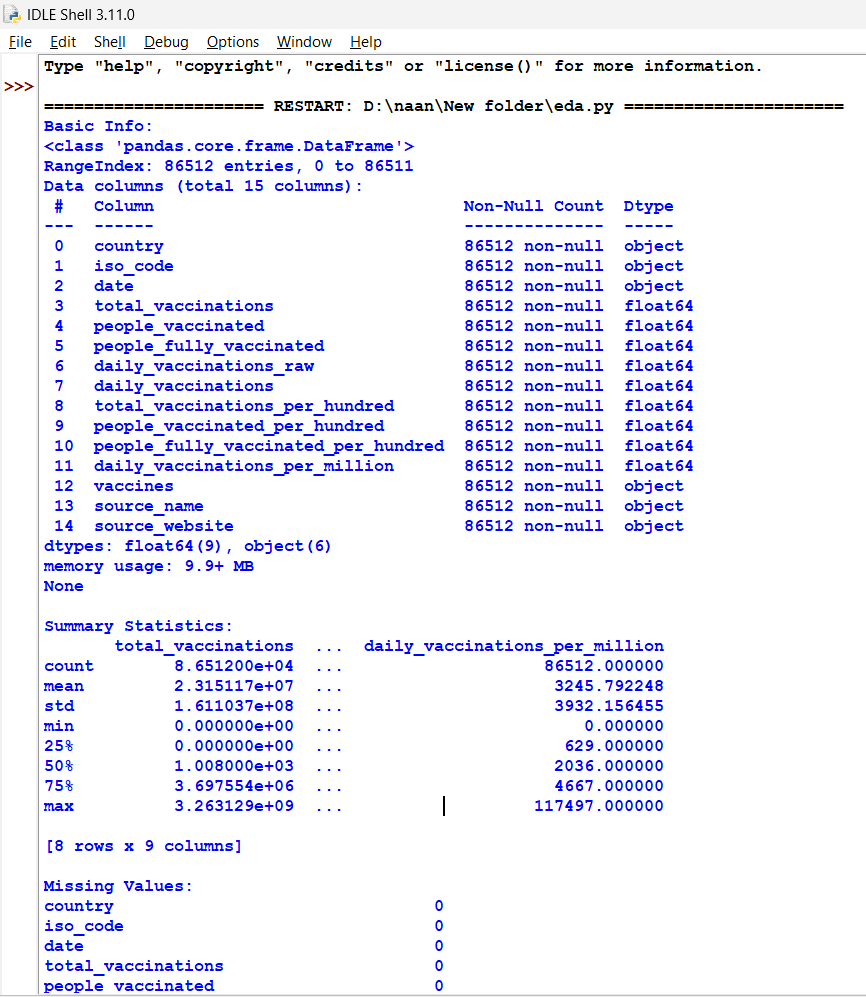 IDLE Shell 3.11.0
File Edit Shell Debug Options Window Help
Type "help", "copyright", "credits" or "license()" for more information.
>>>
====================== RESTART: D:\naan\New folder\eda.py ======================
Basic Info:
<class 'pandas.core.frame.DataFrame'>
RangeIndex: 86512 entries, 0 to 86511
Data columns (total 15 columns):
 #   Column                               Non-Null Count  Dtype
---  ------                               --------------  -----
 0   country                              86512 non-null  object
 1   iso_code                             86512 non-null  object
 2   date                                 86512 non-null  object
 3   total_vaccinations                   86512 non-null  float64
 4   people_vaccinated                    86512 non-null  float64
 5   people_fully_vaccinated              86512 non-null  float64
 6   daily_vaccinations_raw               86512 non-null  float64
 7   daily_vaccinations                   86512 non-null  float64
 8   total_vaccinations_per_hundred       86512 non-null  float64
 9   people_vaccinated_per_hundred        86512 non-null  float64
 10  people_fully_vaccinated_per_hundred  86512 non-null  float64
 11  daily_vaccinations_per_million       86512 non-null  float64
 12  vaccines                             86512 non-null  object
 13  source_name                          86512 non-null  object
 14  source_website                       86512 non-null  object
dtypes: float64(9), object(6)
memory usage: 9.9+ MB
None
Summary Statistics:
       total_vaccinations  ...  daily_vaccinations_per_million
count        8.651200e+04  ...                    86512.000000
mean         2.315117e+07  ...                     3245.792248
std          1.611037e+08  ...                     3932.156455
min          0.000000e+00  ...                        0.000000
25%          0.000000e+00  ...                      629.000000
50%          1.008000e+03  ...                     2036.000000
75%          3.697554e+06  ...                     4667.000000
max          3.263129e+09  ...                   117497.000000
[8 rows x 9 columns]
Missing Values:
country                                0
iso_code                               0
date                                   0
total_vaccinations                     0
people_vaccinated                      0